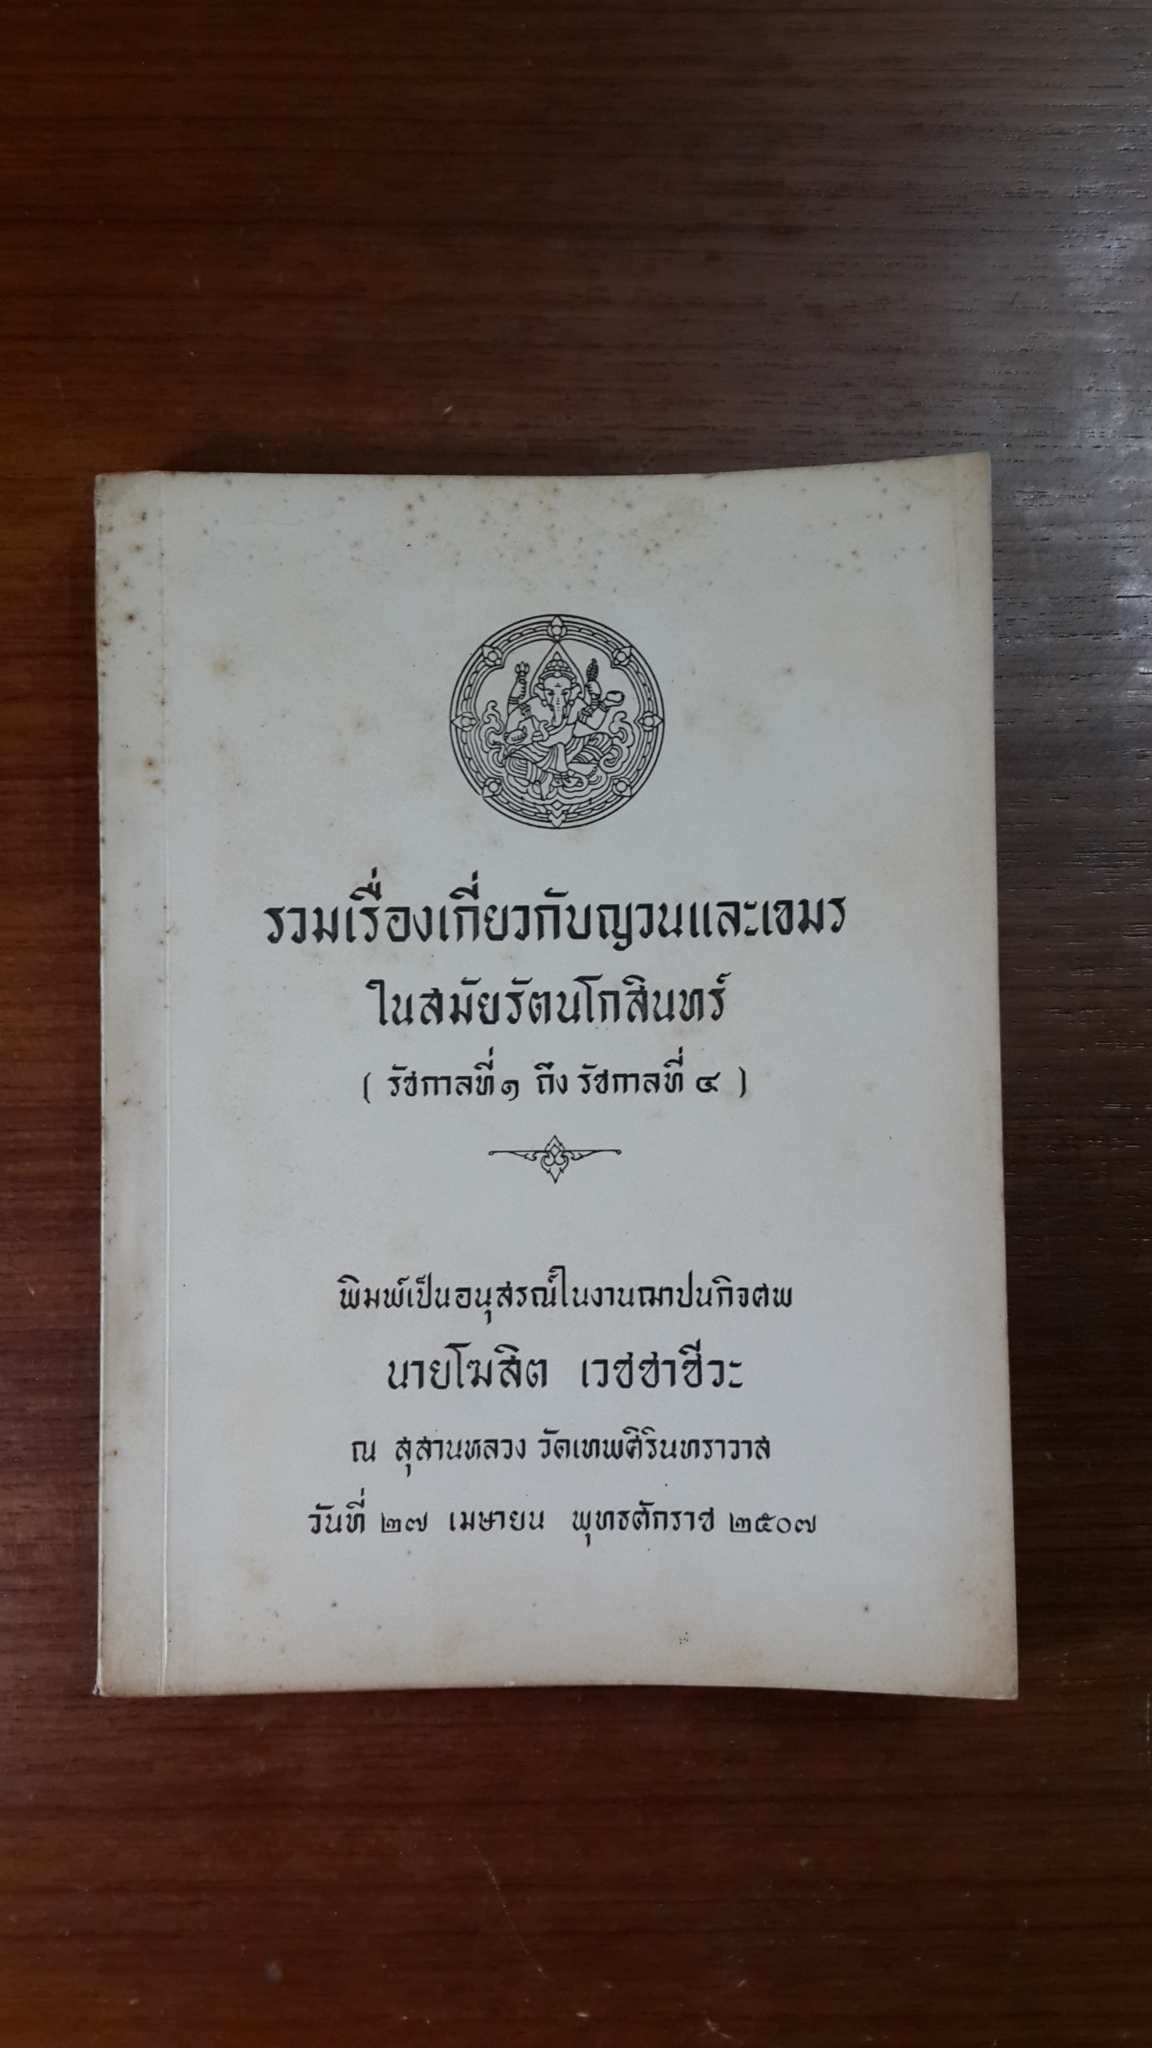 รวมเรื่องเกี่ยวกับญวนและเขมร
ในสมัยรัตนโกสินทร์
( รัชกาลที่ ๑ ถึง รัชกาลที่ ๔ )
พิมพ์เป็นอนุสรณ์ในงานฌาปนกิจศพ
นายโฆสิต เวชชาชีวะ
ณ สุสานหลวง วัดเทพศิรินทราวาส
วันที่ ๒๗ เมษายน พุทธศักราช ๒๕๐๗